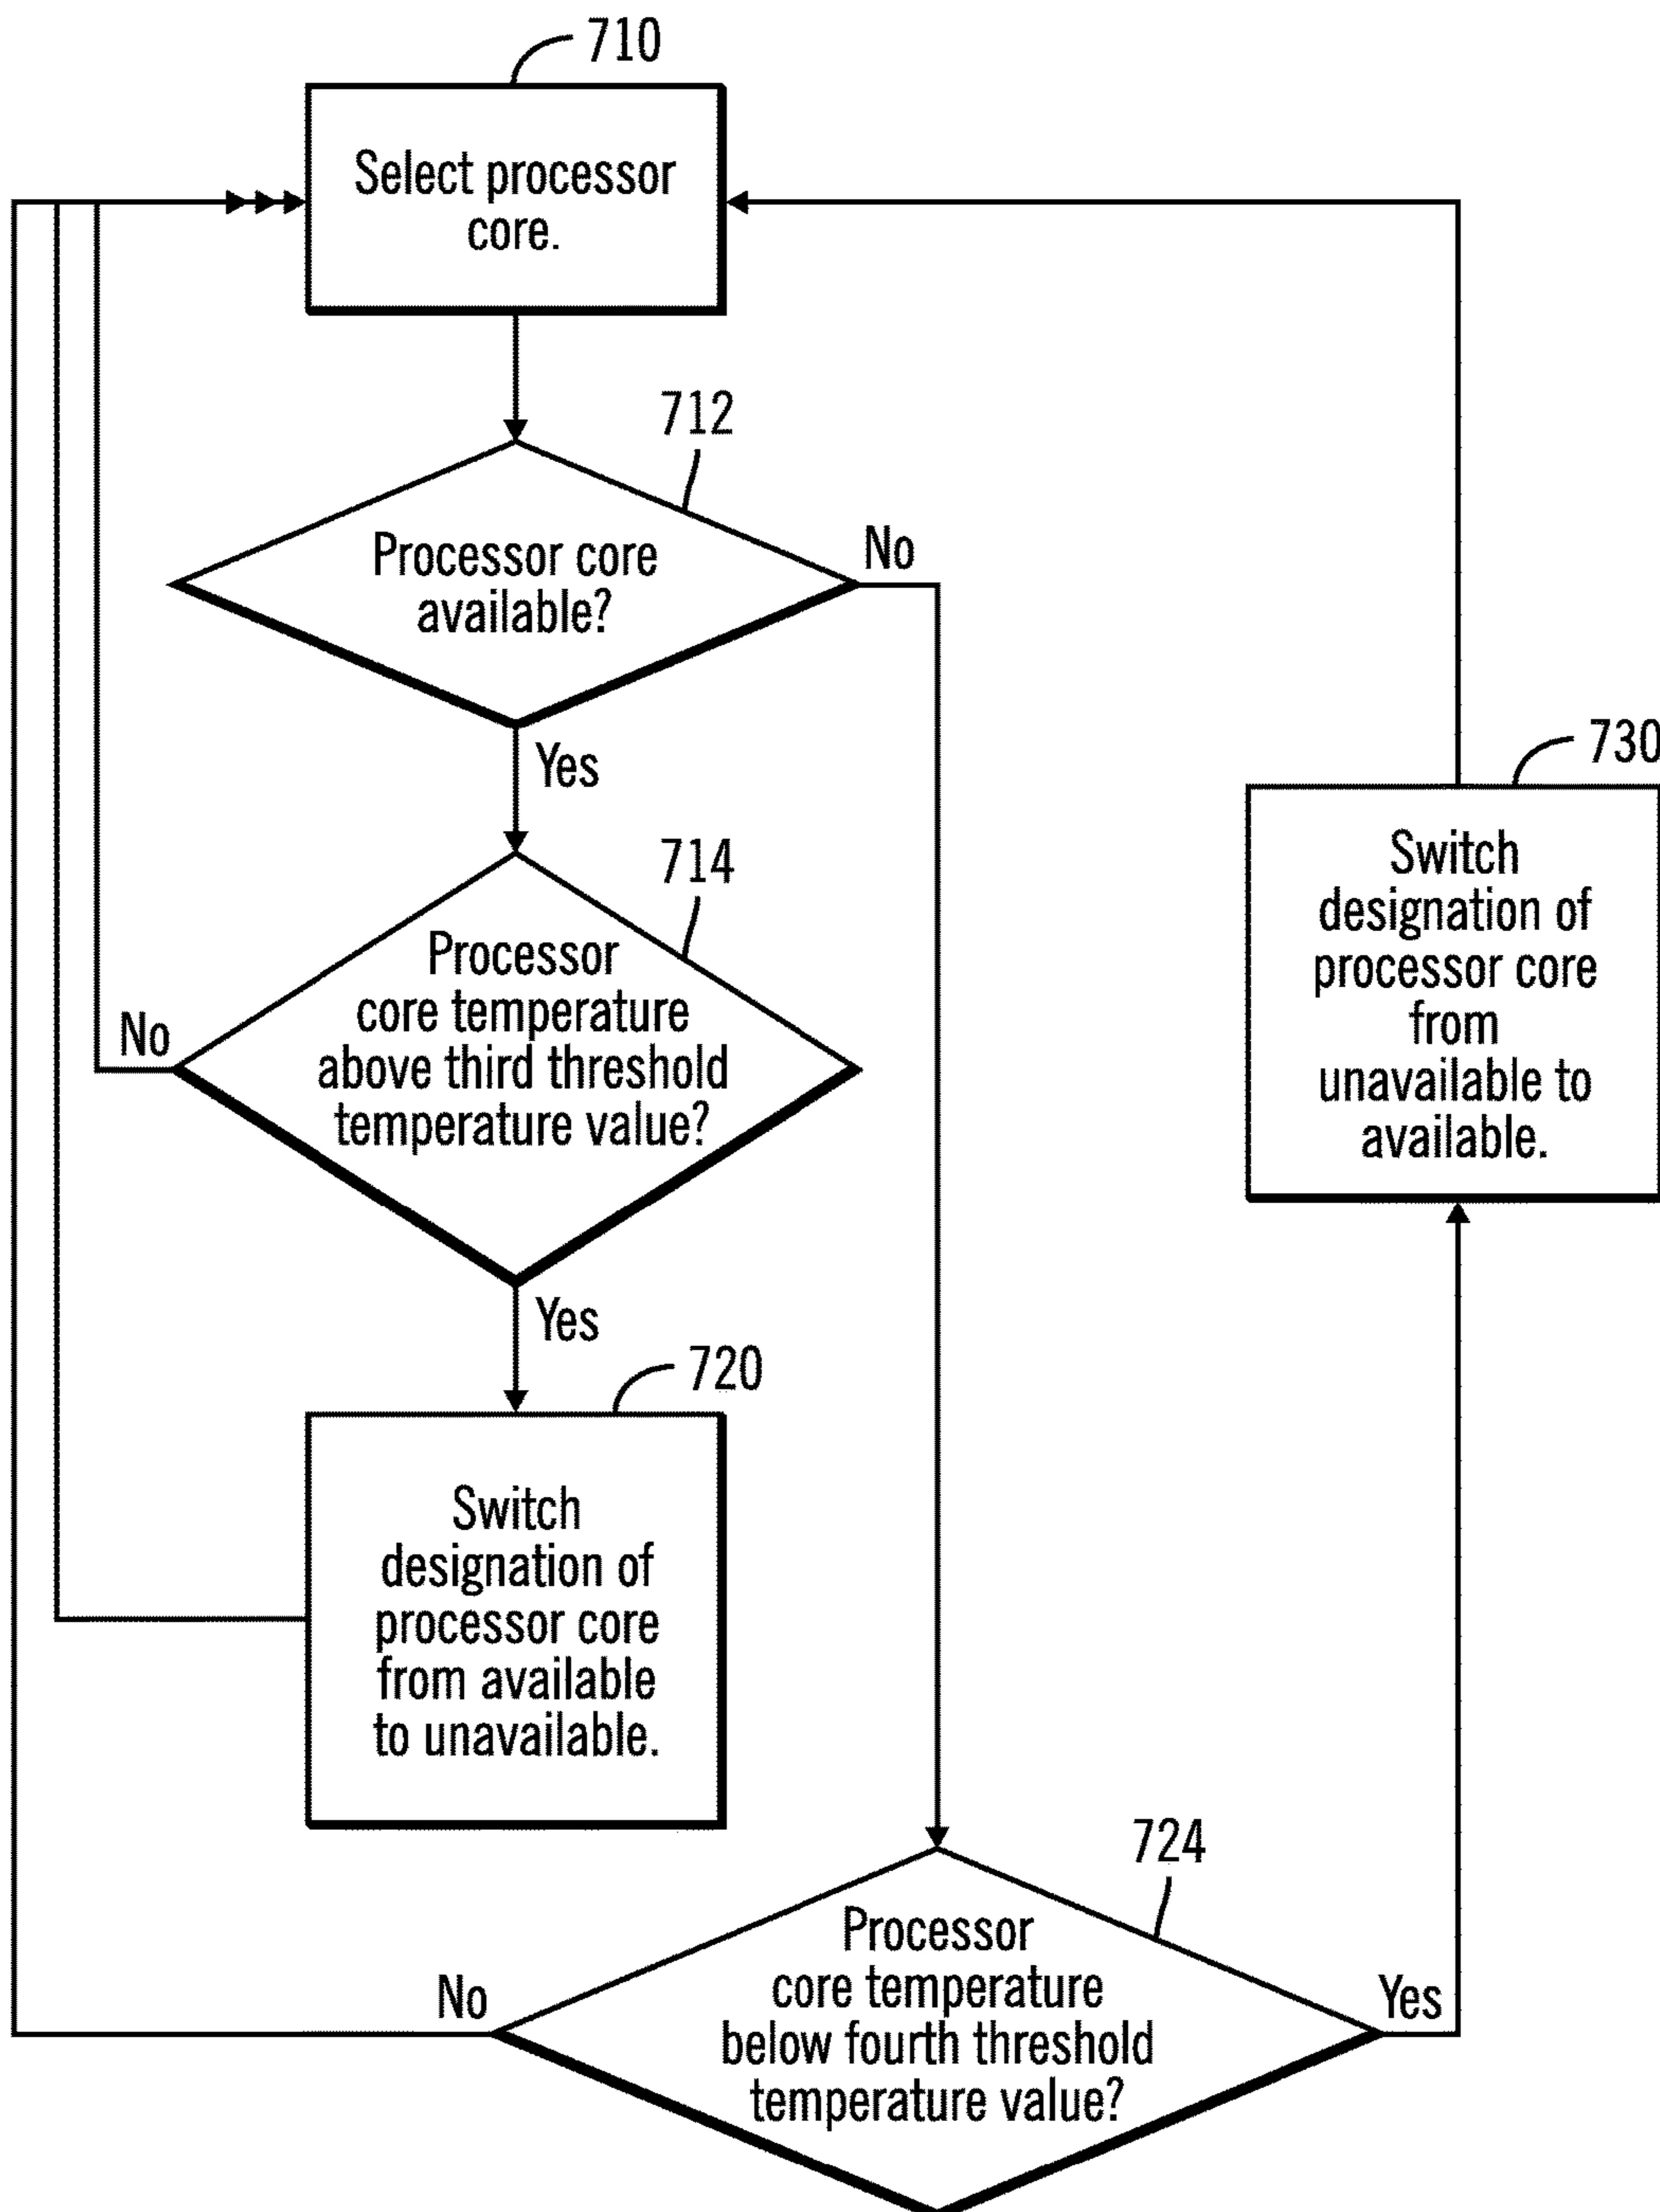 710
Select processor
core.
712
Processor core
available?
No
Yes
714
Processor
core temperature
above third threshold
temperature value?
No
Yes
720
Switch
designation of
processor core
from available
to unavailable.
724
Processor
core temperature
below fourth threshold
temperature value?
No
Yes
730
Switch
designation of
processor core
from
unavailable to
available.